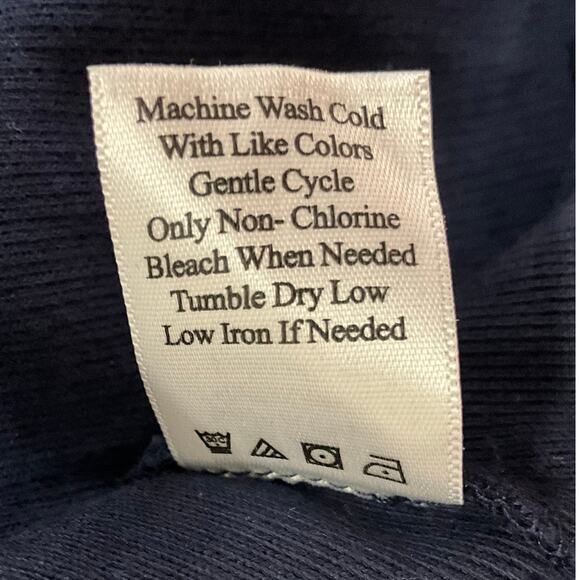 Machine Wash Cold
With Like Colors
Gentle Cycle
Only Non- Chlorine
Bleach When Needed
Tumble Dry Low
Low Iron If Needed